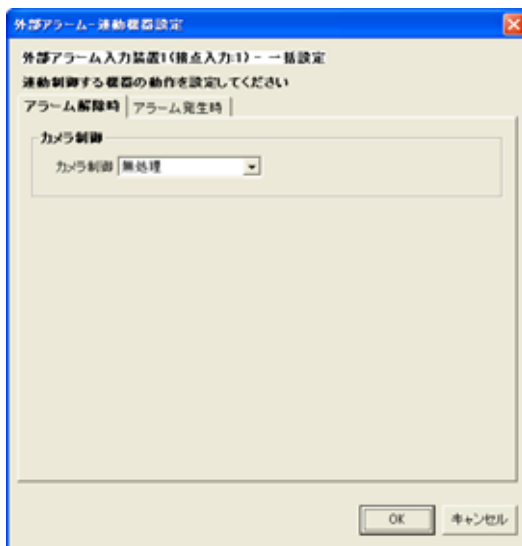 外部アラーム-連動機器設定
外部アラーム入力装置1(接点入力:1) - 一括設定
連動制御する機器の動作を設定してください
アラーム解除時 アラーム発生時
カメラ制御
カメラ制御 無処理
OK キャンセル